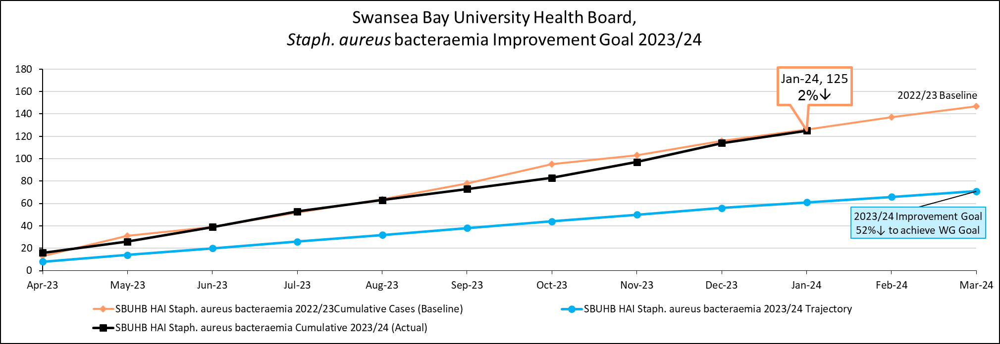 Swansea Bay University Health Board,
Staph. aureus bacteraemia Improvement Goal 2023/24
180
160
140
120
100
80
60
40
20
0
Jan-24, 125
2%↓
2022/23 Baseline
2023/24 Improvement Goal
52%↓ to achieve WG Goal
Apr-23 May-23 Jun-23 Jul-23 Aug-23 Sep-23 Oct-23 Nov-23 Dec-23 Jan-24 Feb-24 Mar-24
SBUHB HAI Staph. aureus bacteraemia 2022/23Cumulative Cases (Baseline)
SBUHB HAI Staph. aureus bacteraemia 2023/24 Trajectory
SBUHB HAI Staph. aureus bacteraemia Cumulative 2023/24 (Actual)